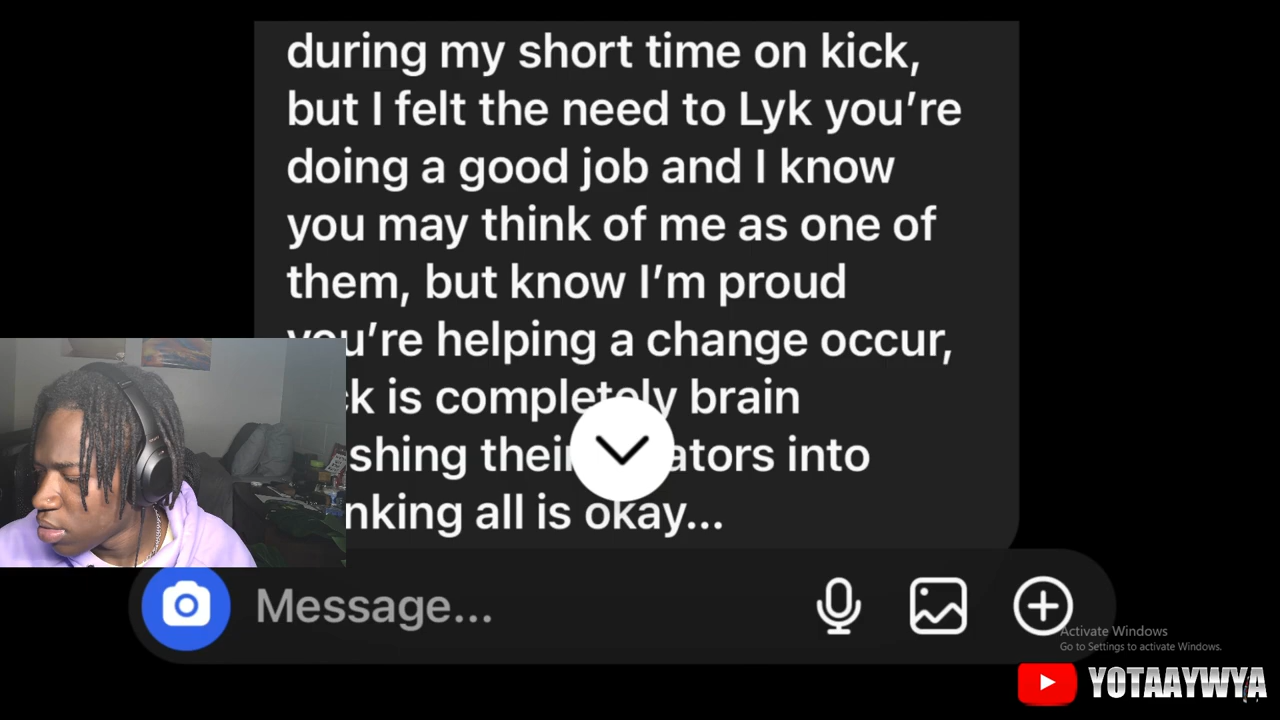 during my short time on kick,
but I felt the need to Lyk you’re
doing a good job and I know
you may think of me as one of
them, but know I’m proud
you’re helping a change occur,
is completely brain
into
all is okay...
Message...
Activate Windows
Go to Settings to activate Windows.
YOTAAYWYA